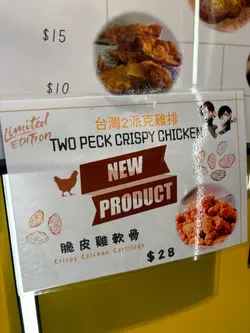 $15
$10
Limited
EDITION
台灣2派克雞排
TWO PECK CRISPY CHICKEN
NEW
PRODUCT
脆皮雞軟骨
Crispy Chicken Cartilage
$28